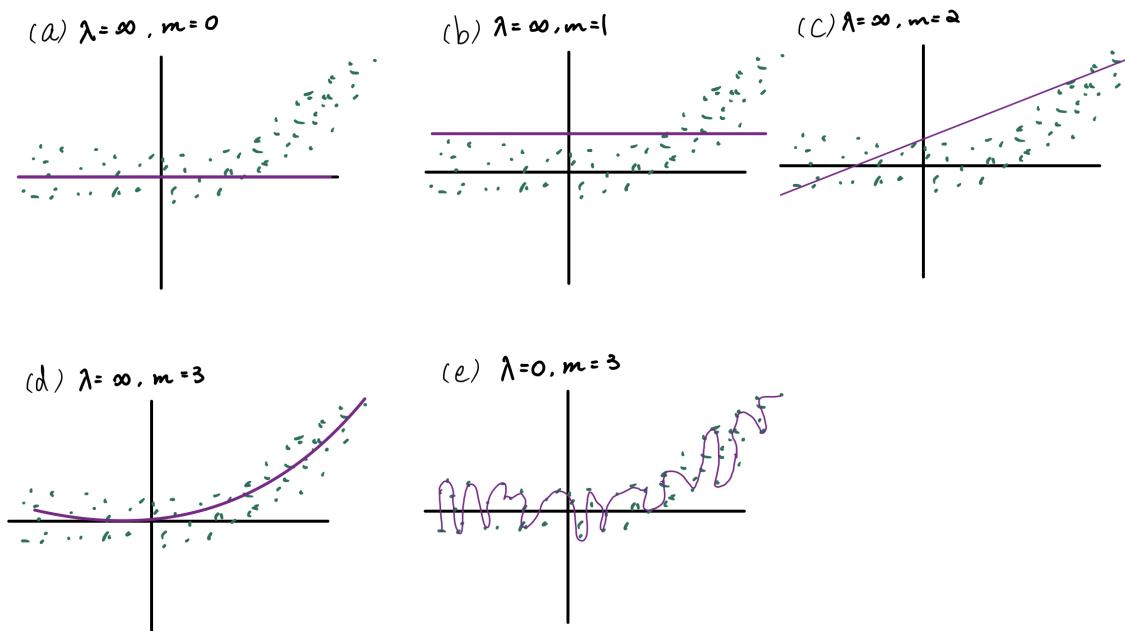 (a) λ=∞, m=0
(b) λ=∞, m=1
(c) λ=∞, m=2
(d) λ=∞, m=3
(e) λ=0, m=3